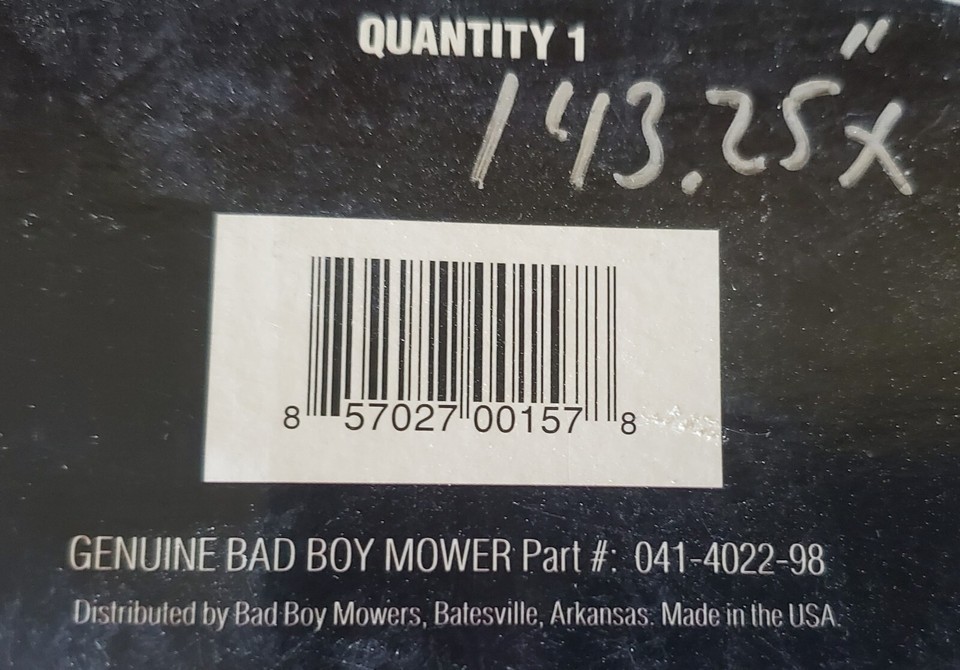 QUANTITY 1
143.25" X
8 57027 00157 8
GENUINE BAD BOY MOWER Part #: 041-4022-98
Distributed by Bad Boy Mowers, Batesville, Arkansas. Made in the USA.